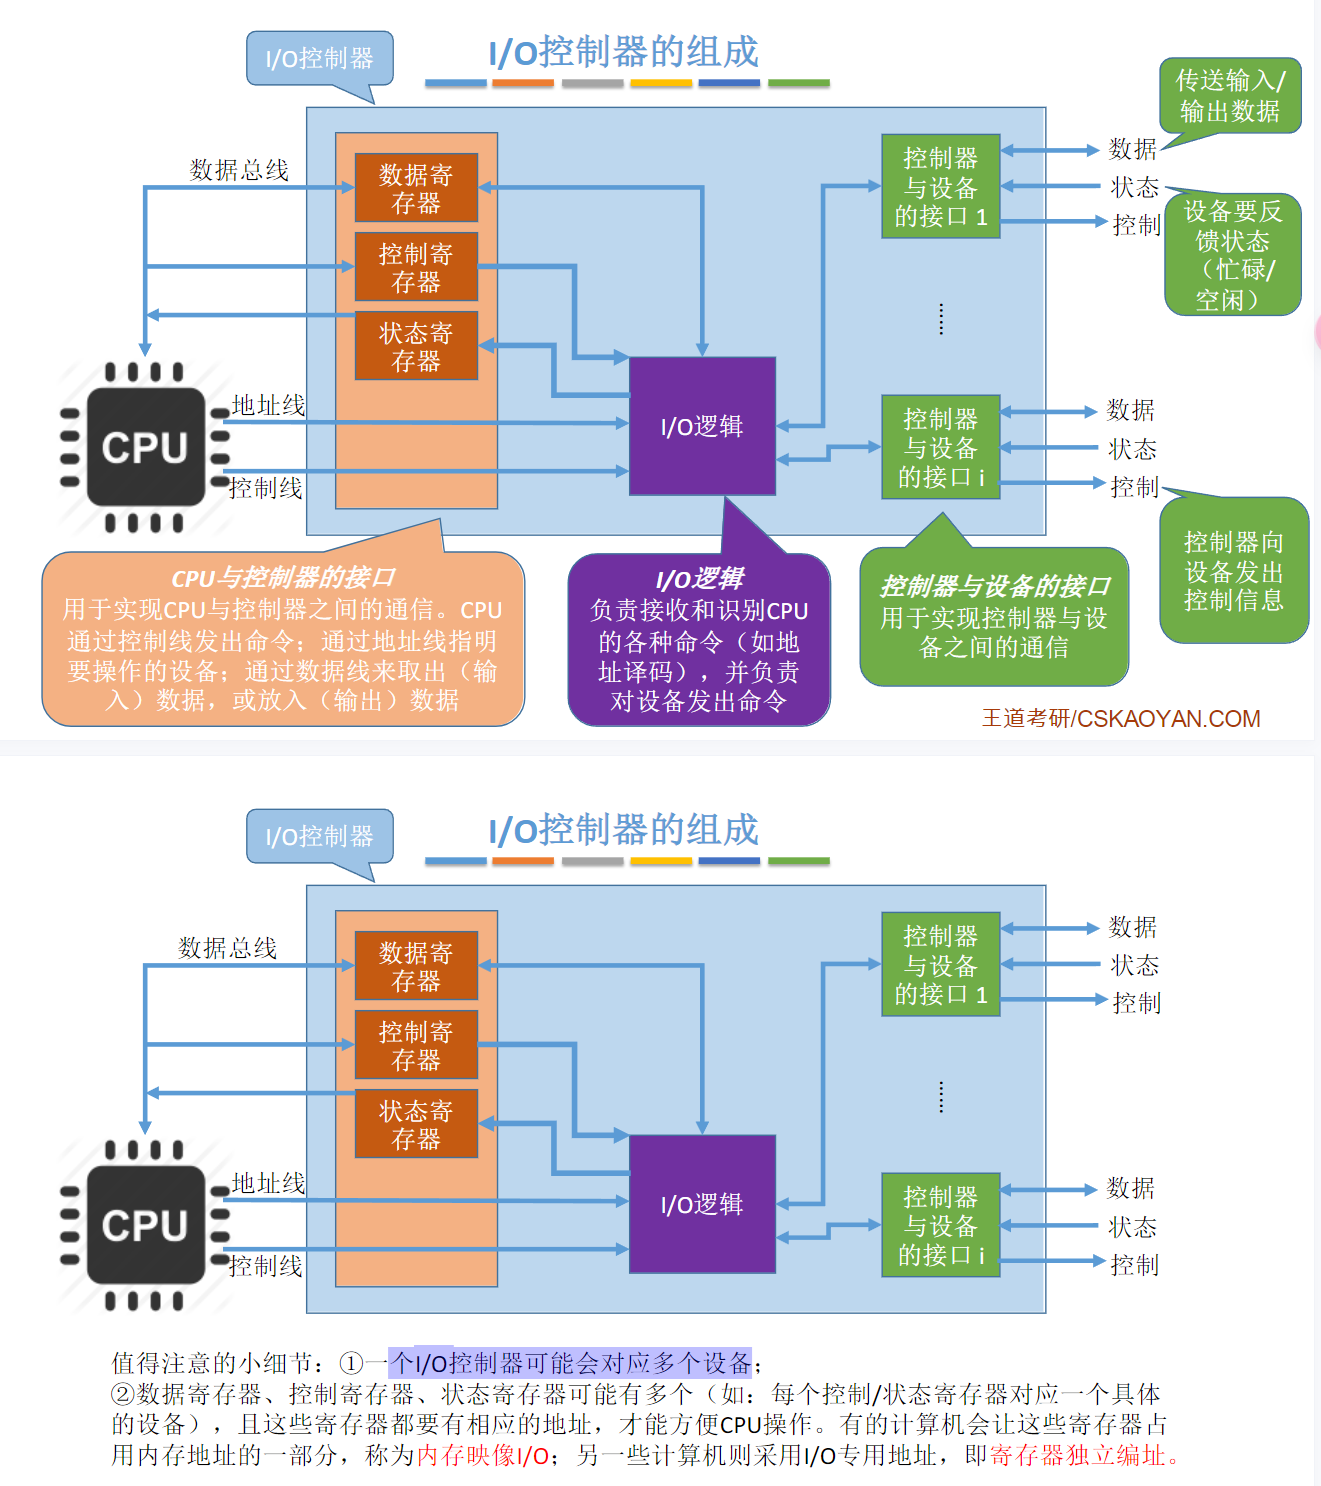 I/O控制器
I/O控制器的组成
传送输入/
输出数据
数据总线
数据寄
存器
控制器
与设备
的接口 1
数据
状态
控制
设备要反
馈状态
（忙碌/
空闲）
控制寄
存器
状态寄
存器
......
CPU
地址线
控制线
I/O逻辑
控制器
与设备
的接口 i
数据
状态
控制
控制器向
设备发出
控制信息
CPU与控制器的接口
用于实现CPU与控制器之间的通信。CPU
通过控制线发出命令；通过地址线指明
要操作的设备；通过数据线来取出（输
入）数据，或放入（输出）数据
I/O逻辑
负责接收和识别CPU
的各种命令（如地
址译码），并负责
对设备发出命令
控制器与设备的接口
用于实现控制器与设
备之间的通信
王道考研/CSKAOYAN.COM
I/O控制器
I/O控制器的组成
数据总线
数据寄
存器
控制器
与设备
的接口 1
数据
状态
控制
控制寄
存器
状态寄
存器
......
CPU
地址线
控制线
I/O逻辑
控制器
与设备
的接口 i
数据
状态
控制
值得注意的小细节：①一个I/O控制器可能会对应多个设备；
②数据寄存器、控制寄存器、状态寄存器可能有多个（如：每个控制/状态寄存器对应一个具体
的设备），且这些寄存器都要有相应的地址，才能方便CPU操作。有的计算机会让这些寄存器占
用内存地址的一部分，称为内存映像I/O；另一些计算机则采用I/O专用地址，即寄存器独立编址。